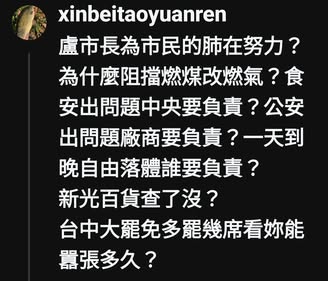 xinbeitaoyuanren
盧市長為市民的肺在努力？
為什麼阻擋燃煤改燃氣？食
安出問題中央要負責？公安
出問題廠商要負責？一天到
晚自由落體誰要負責？
新光百貨查了沒？
台中大罷免多罷幾席看妳能
囂張多久？